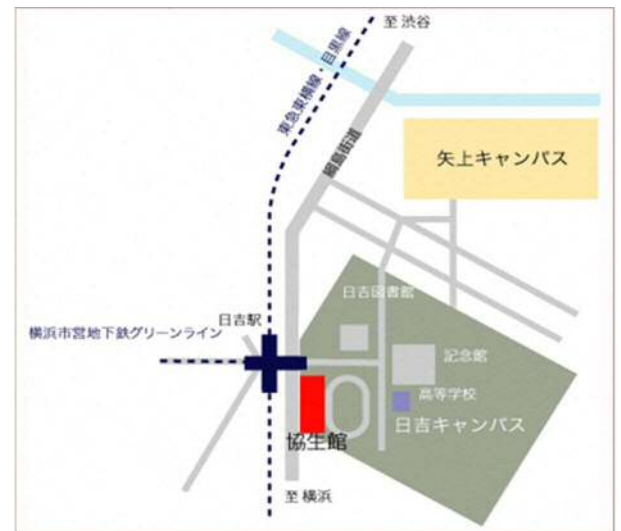 至 渋谷
東急東横線・目黒線
綱島街道
矢上キャンパス
日吉図書館
日吉駅
横浜市営地下鉄グリーンライン
記念館
高等学校
日吉キャンパス
協生館
至 横浜